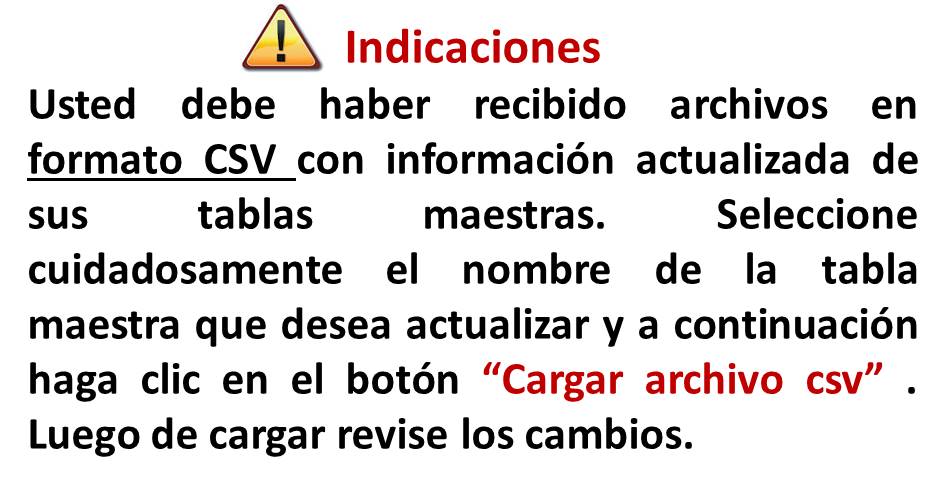 Indicaciones
Usted debe haber recibido archivos en
formato CSV con información actualizada de
sus tablas maestras. Seleccione
cuidadosamente el nombre de la tabla
maestra que desea actualizar y a continuación
haga clic en el botón “Cargar archivo csv” .
Luego de cargar revise los cambios.